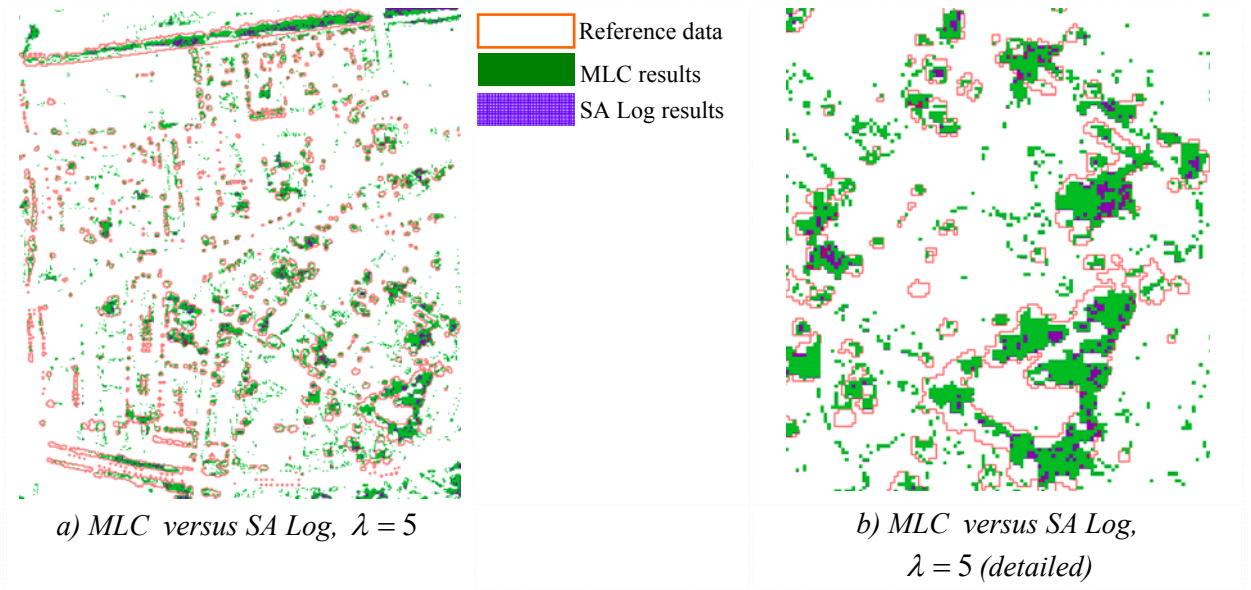 Reference data
MLC results
SA Log results
a) MLC versus SA Log, λ = 5
b) MLC versus SA Log,
λ = 5 (detailed)